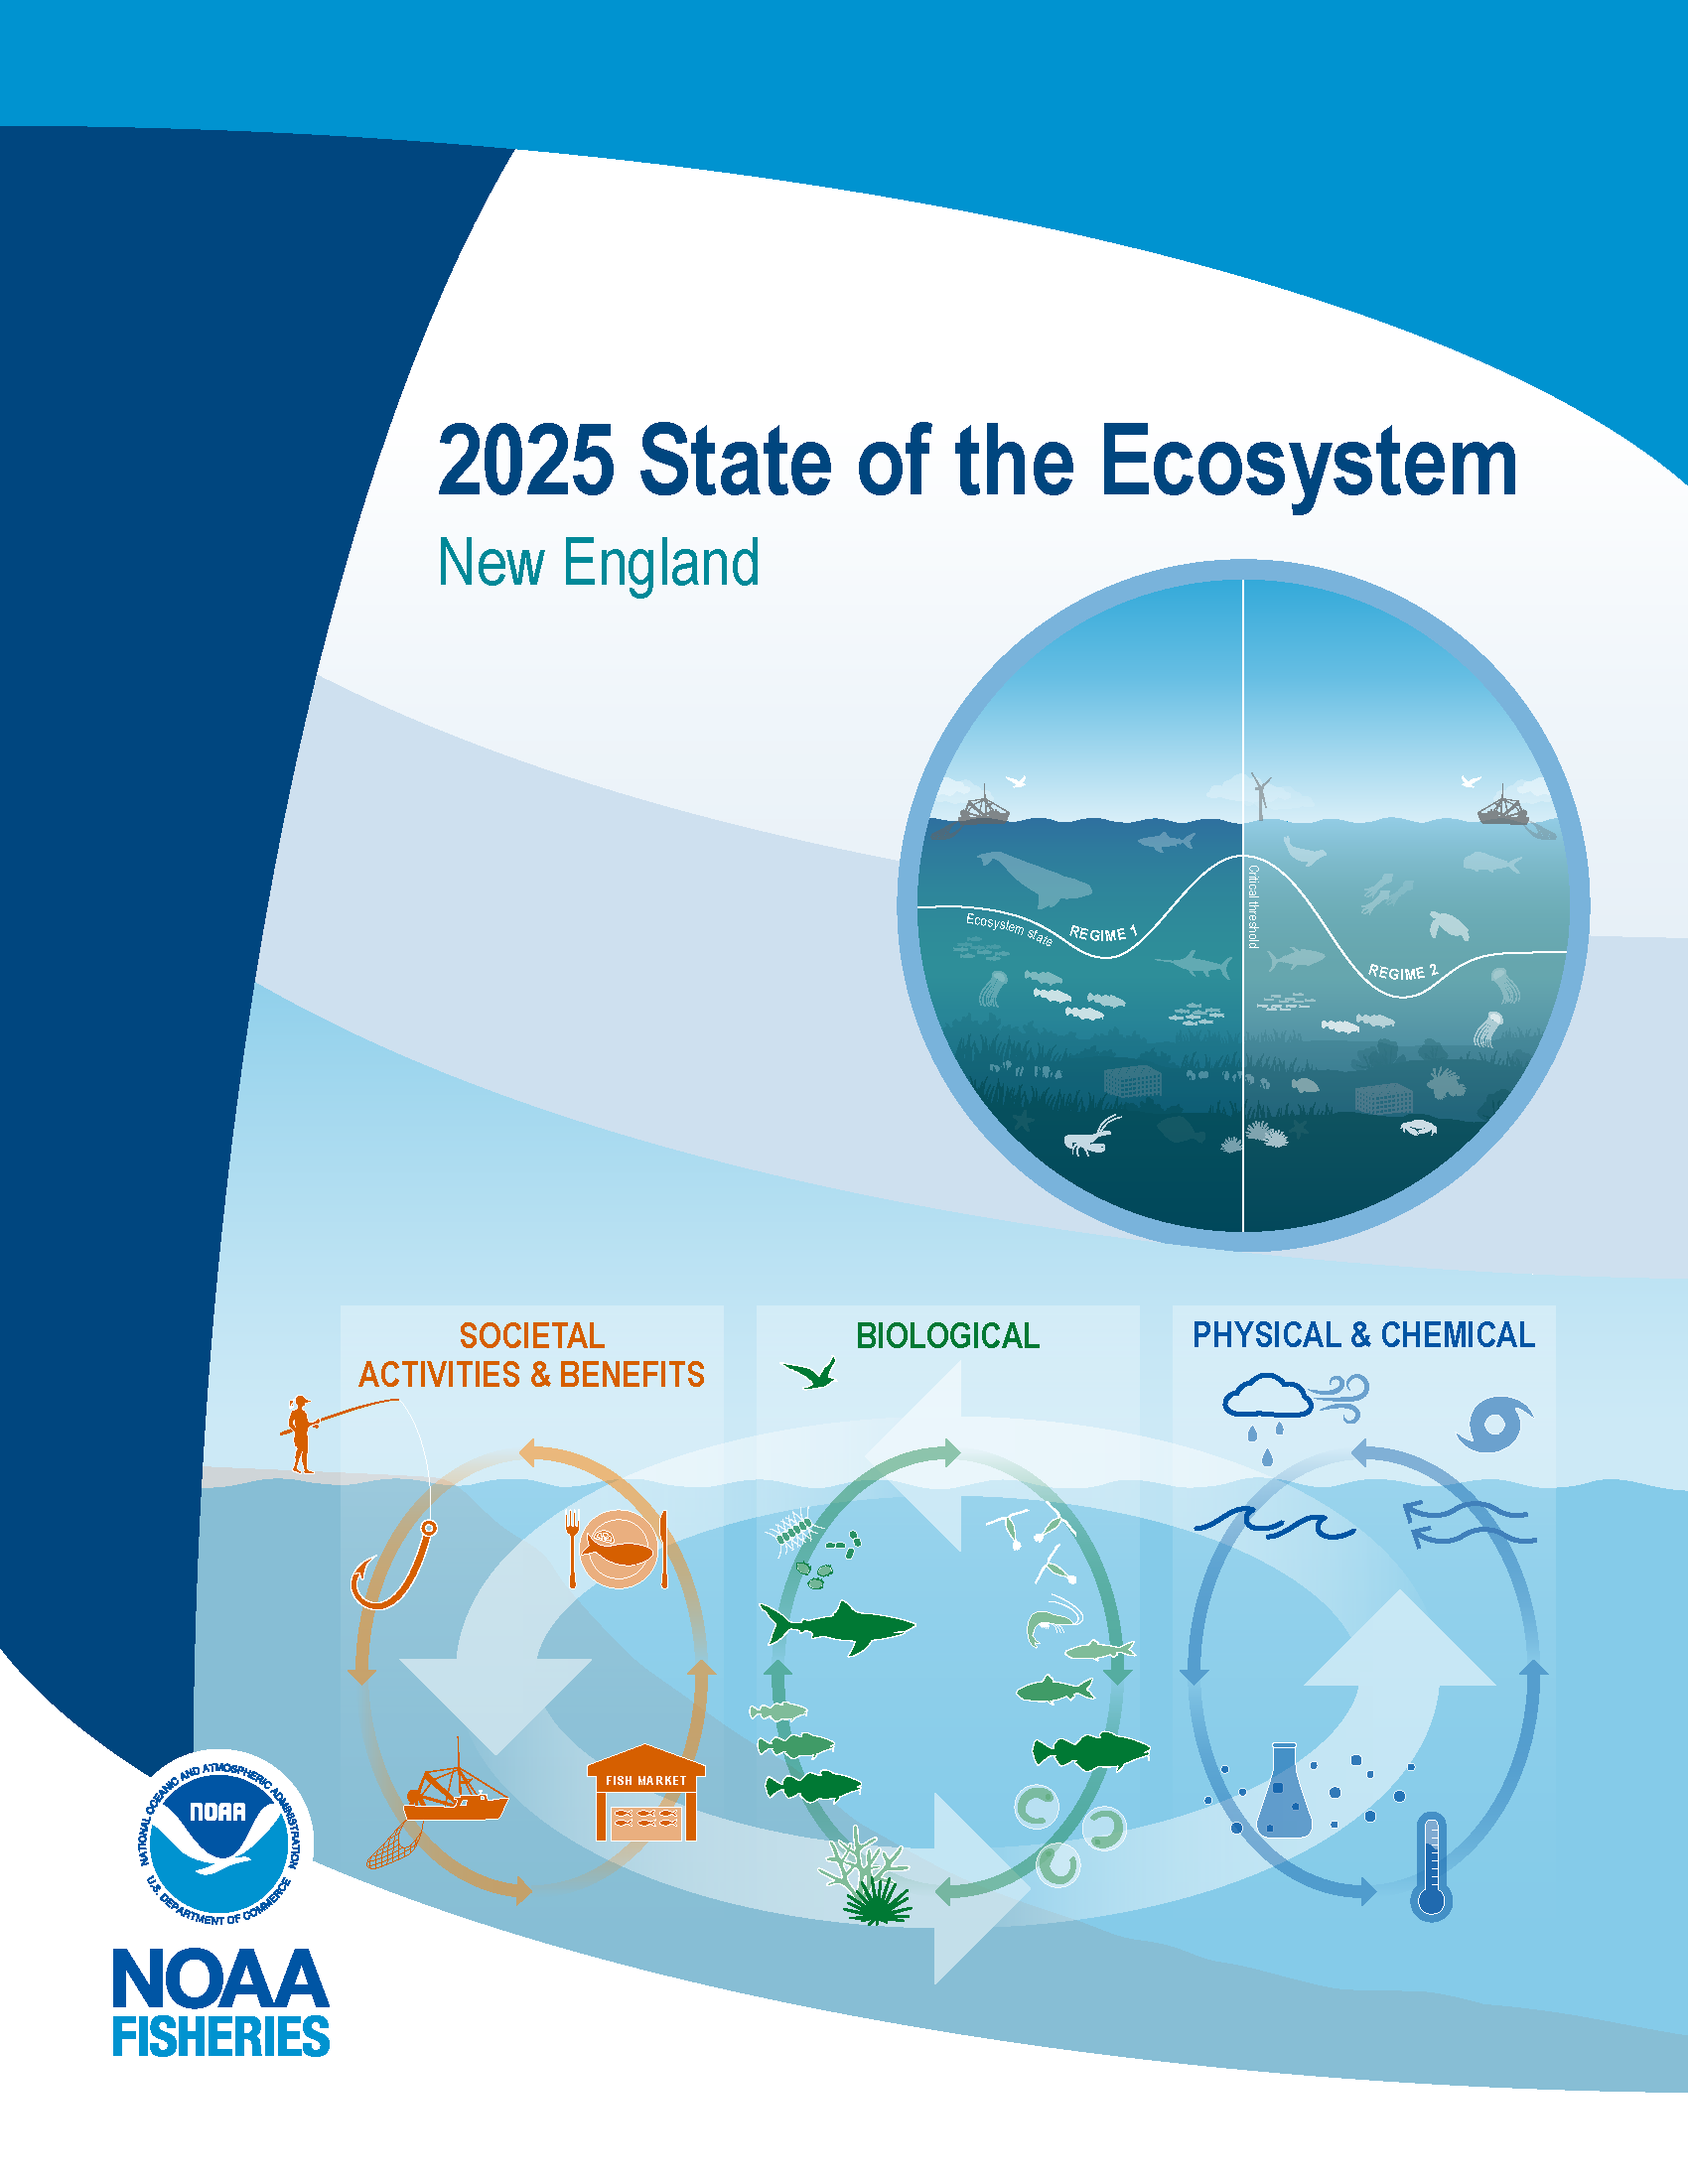 2025 State of the Ecosystem
New England
Ecosystem state
REGIME 1
Critical threshold
REGIME 2
SOCIETAL
ACTIVITIES & BENEFITS
BIOLOGICAL
PHYSICAL & CHEMICAL
FISH MARKET
NATIONAL OCEANIC AND ATMOSPHERIC ADMINISTRATION
NOAA
U.S. DEPARTMENT OF COMMERCE
NOAA
FISHERIES